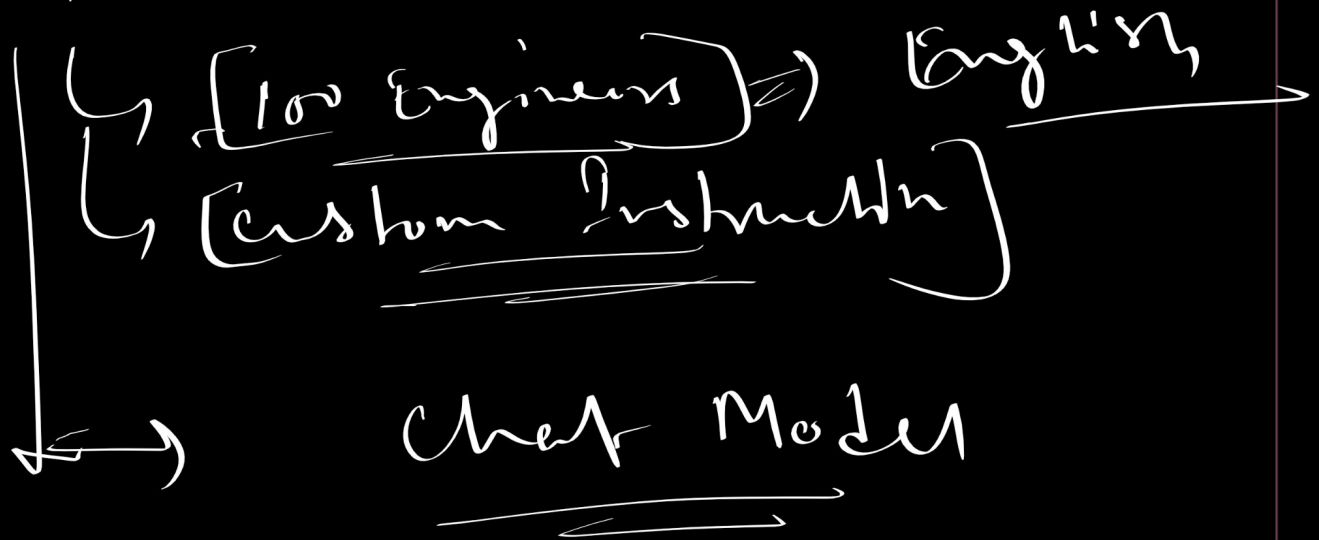 ↳ [100 Engineers] => English
↳ [Custom Instruction]
→ Chat Model